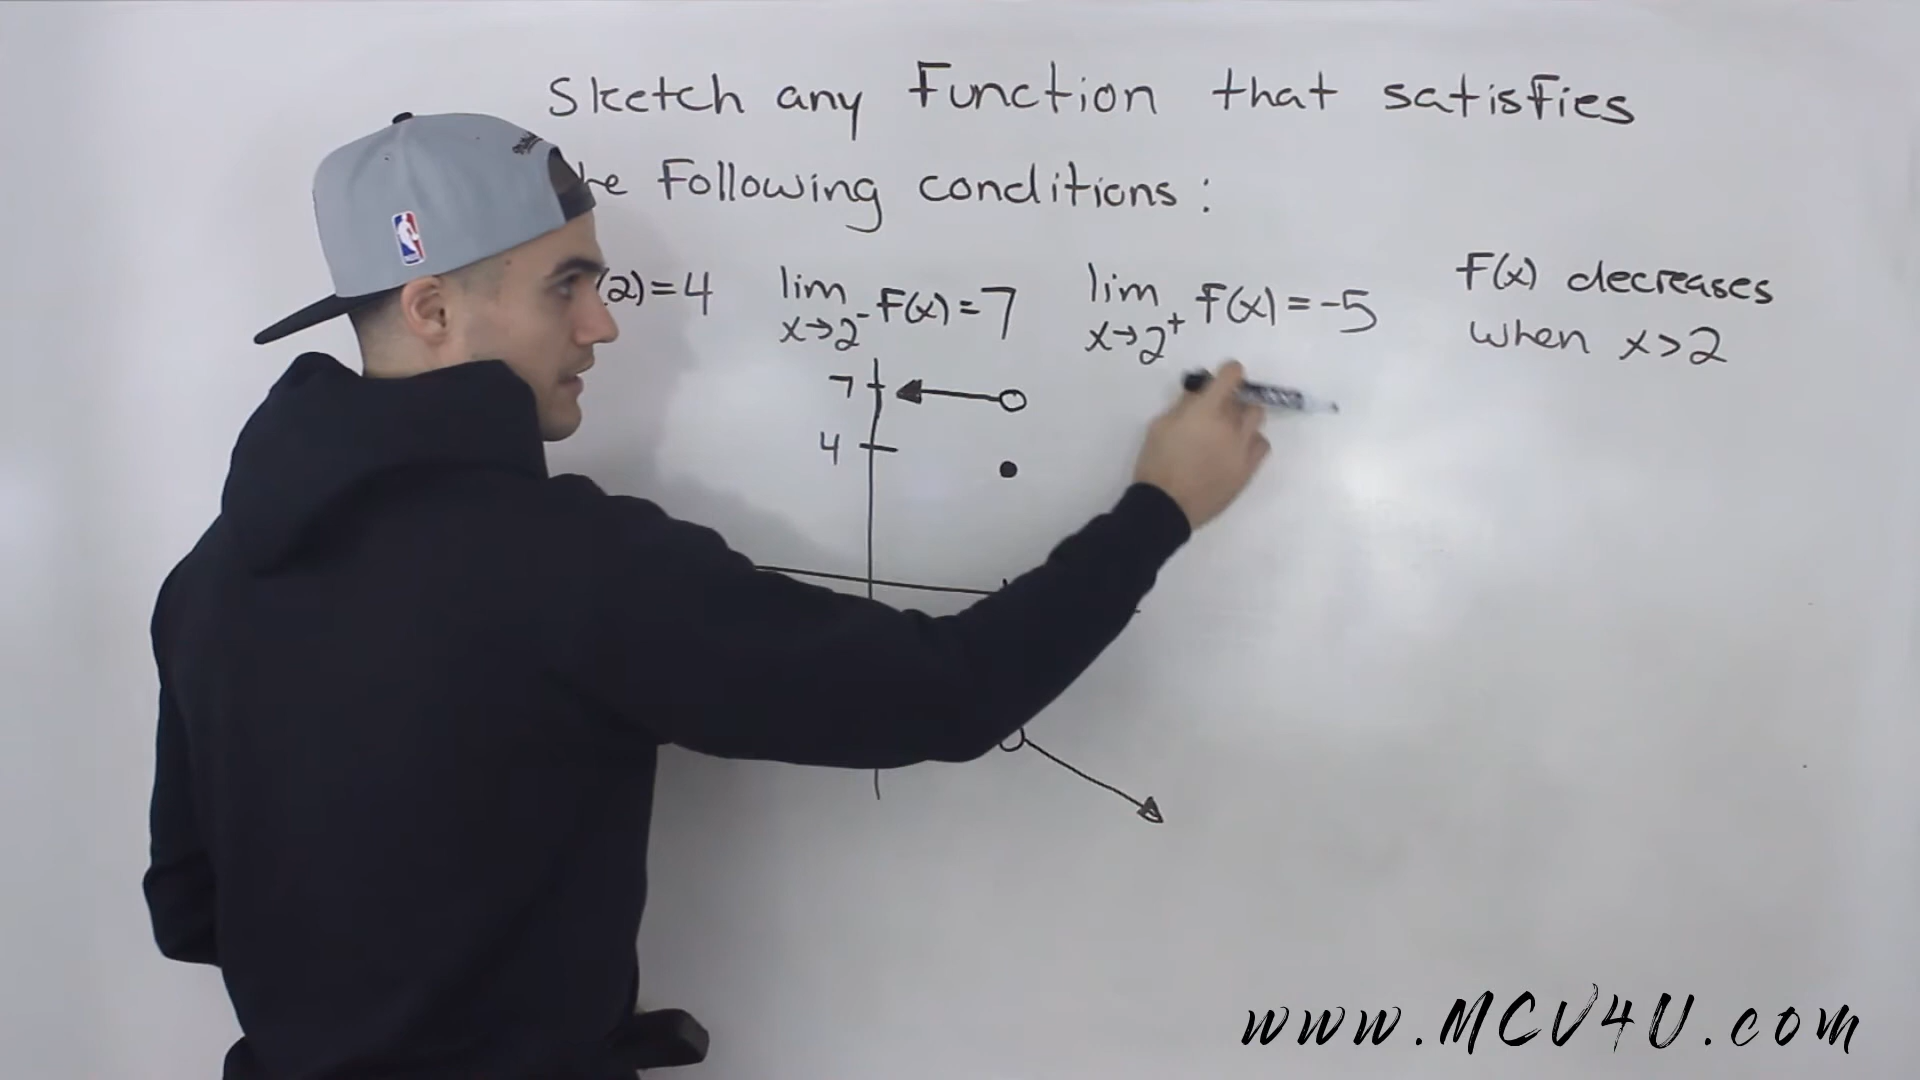 Sketch any Function that satisfies
he Following conditions :
(2)=4 lim x→2⁻ F(x)=7 lim x→2⁺ F(x)=-5 F(x) decreases
when x>2
7
4
www.MCV4U.com